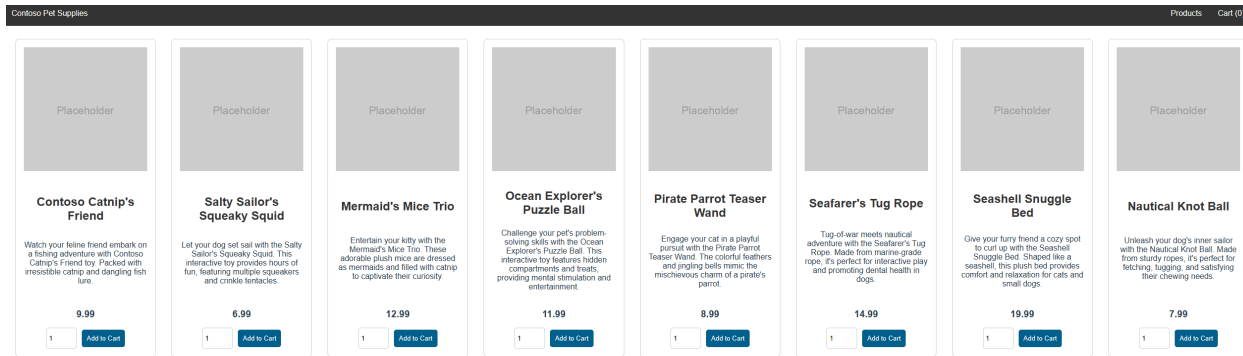 Contoso Pet Supplies
Products Cart (0
Placeholder
Contoso Catnip's
Friend
Watch your feline friend embark on
a fishing adventure with Contoso
Catnip's Friend toy. Packed with
irresistible catnip and dangling fish
lure.
9.99
1 Add to Cart
Placeholder
Salty Sailor's
Squeaky Squid
Let your dog set sail with the Salty
Sailor's Squeaky Squid. This
interactive toy provides hours of
fun, featuring multiple squeakers
and crinkle tentacles.
6.99
1 Add to Cart
Placeholder
Mermaid's Mice Trio
Entertain your kitty with the
Mermaid's Mice Trio. These
adorable plush mice are dressed
as mermaids and filled with catnip
to captivate their curiosity.
12.99
1 Add to Cart
Placeholder
Ocean Explorer's
Puzzle Ball
Challenge your pet's problem-
solving skills with the Ocean
Explorer's Puzzle Ball. This
interactive toy features hidden
compartments and treats,
providing mental stimulation and
entertainment.
11.99
1 Add to Cart
Placeholder
Pirate Parrot Teaser
Wand
Engage your cat in a playful
pursuit with the Pirate Parrot
Teaser Wand. The colorful feathers
and jingling bells mimic the
mischievous charm of a pirate's
parrot.
8.99
1 Add to Cart
Placeholder
Seafarer's Tug Rope
Tug-of-war meets nautical
adventure with the Seafarer's Tug
Rope. Made from marine-grade
rope, it's perfect for interactive play
and promoting dental health in
dogs.
14.99
1 Add to Cart
Placeholder
Seashell Snuggle
Bed
Give your furry friend a cozy spot
to curl up with the Seashell
Snuggle Bed. Shaped like a
seashell, this plush bed provides
comfort and relaxation for cats and
small dogs.
19.99
1 Add to Cart
Placeholder
Nautical Knot Ball
Unleash your dog's inner sailor
with the Nautical Knot Ball. Made
from sturdy ropes, it's perfect for
fetching, tugging, and satisfying
their chewing needs.
7.99
1 Add to Cart